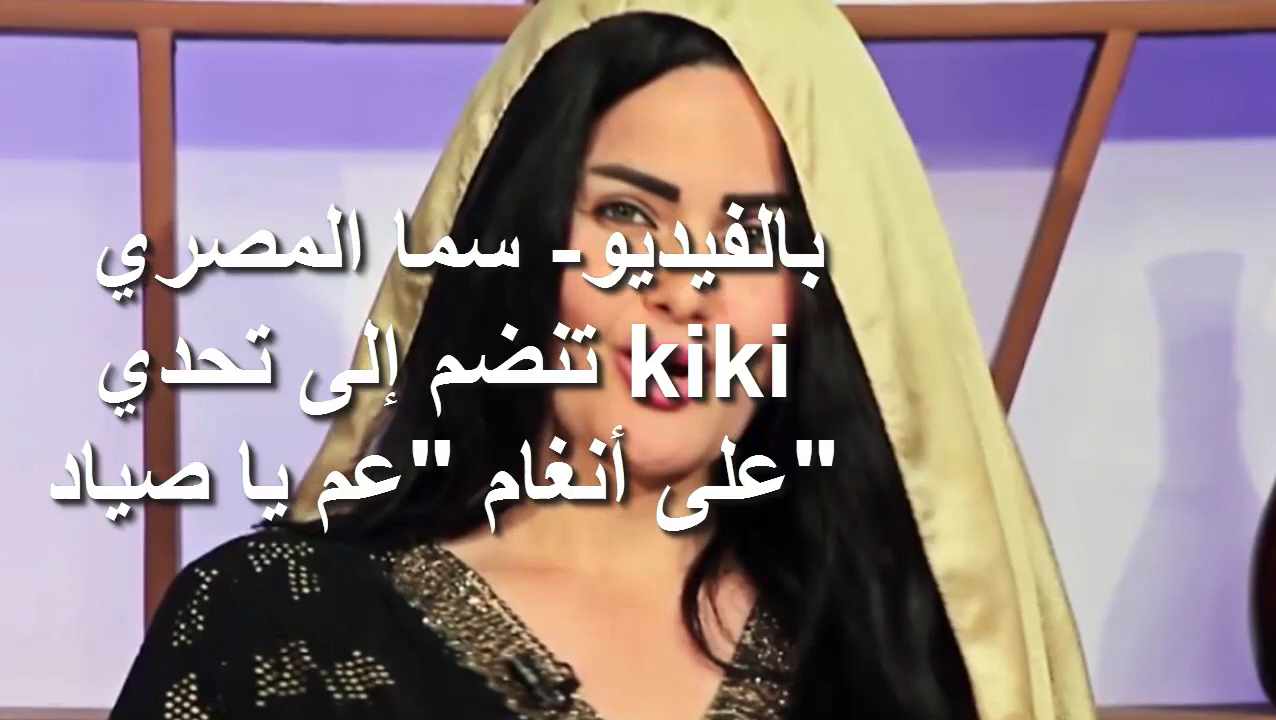 بالفيديو- سما المصري
تنضم إلى تحدي kiki
على أنغام "عم يا صياد"